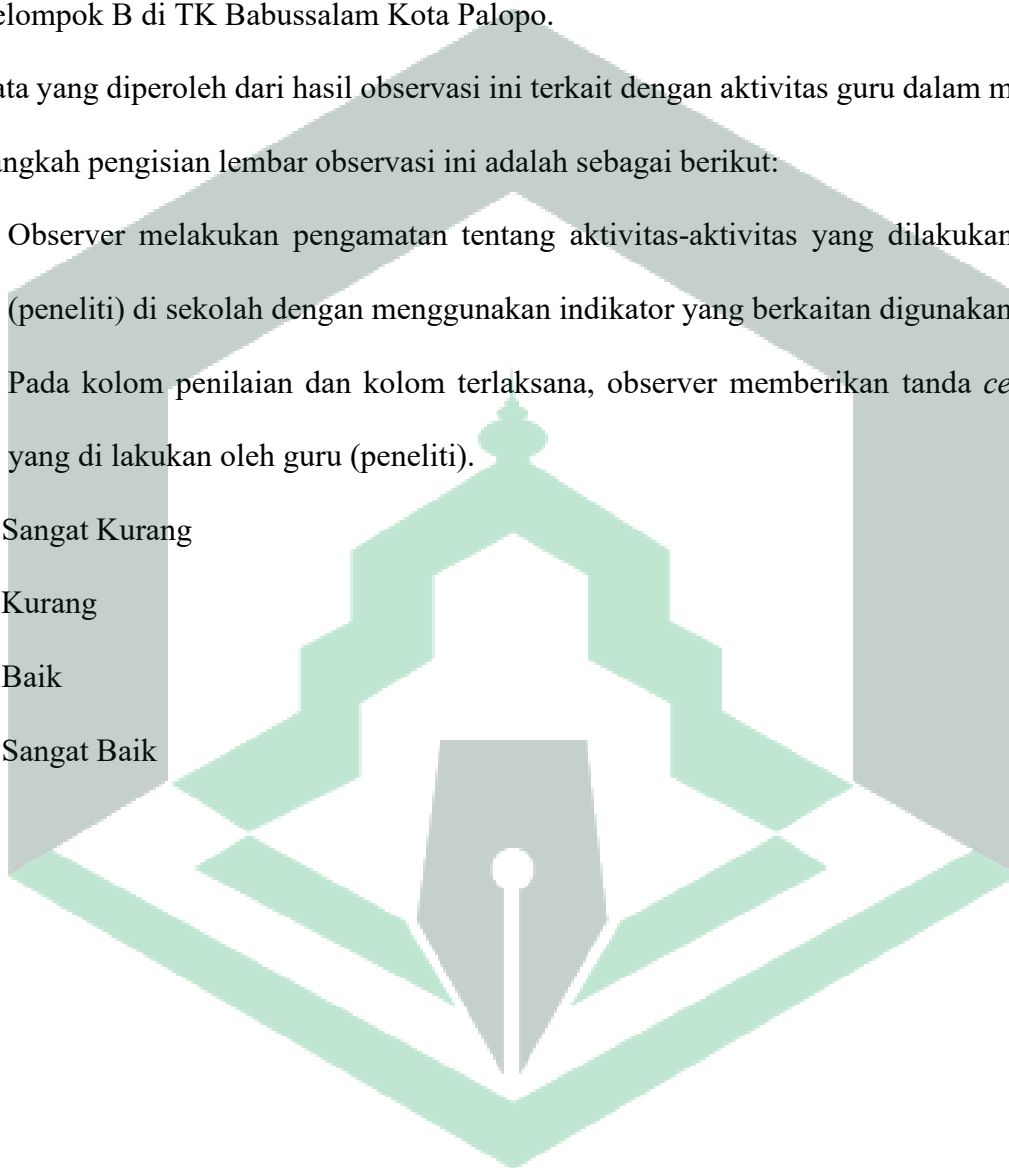 elompok B di TK Babussalam Kota Palopo.
ata yang diperoleh dari hasil observasi ini terkait dengan aktivitas guru dalam m
angkah pengisian lembar observasi ini adalah sebagai berikut:
Observer melakukan pengamatan tentang aktivitas-aktivitas yang dilakukan
(peneliti) di sekolah dengan menggunakan indikator yang berkaitan digunakan
Pada kolom penilaian dan kolom terlaksana, observer memberikan tanda ce
yang di lakukan oleh guru (peneliti).
Sangat Kurang
Kurang
Baik
Sangat Baik